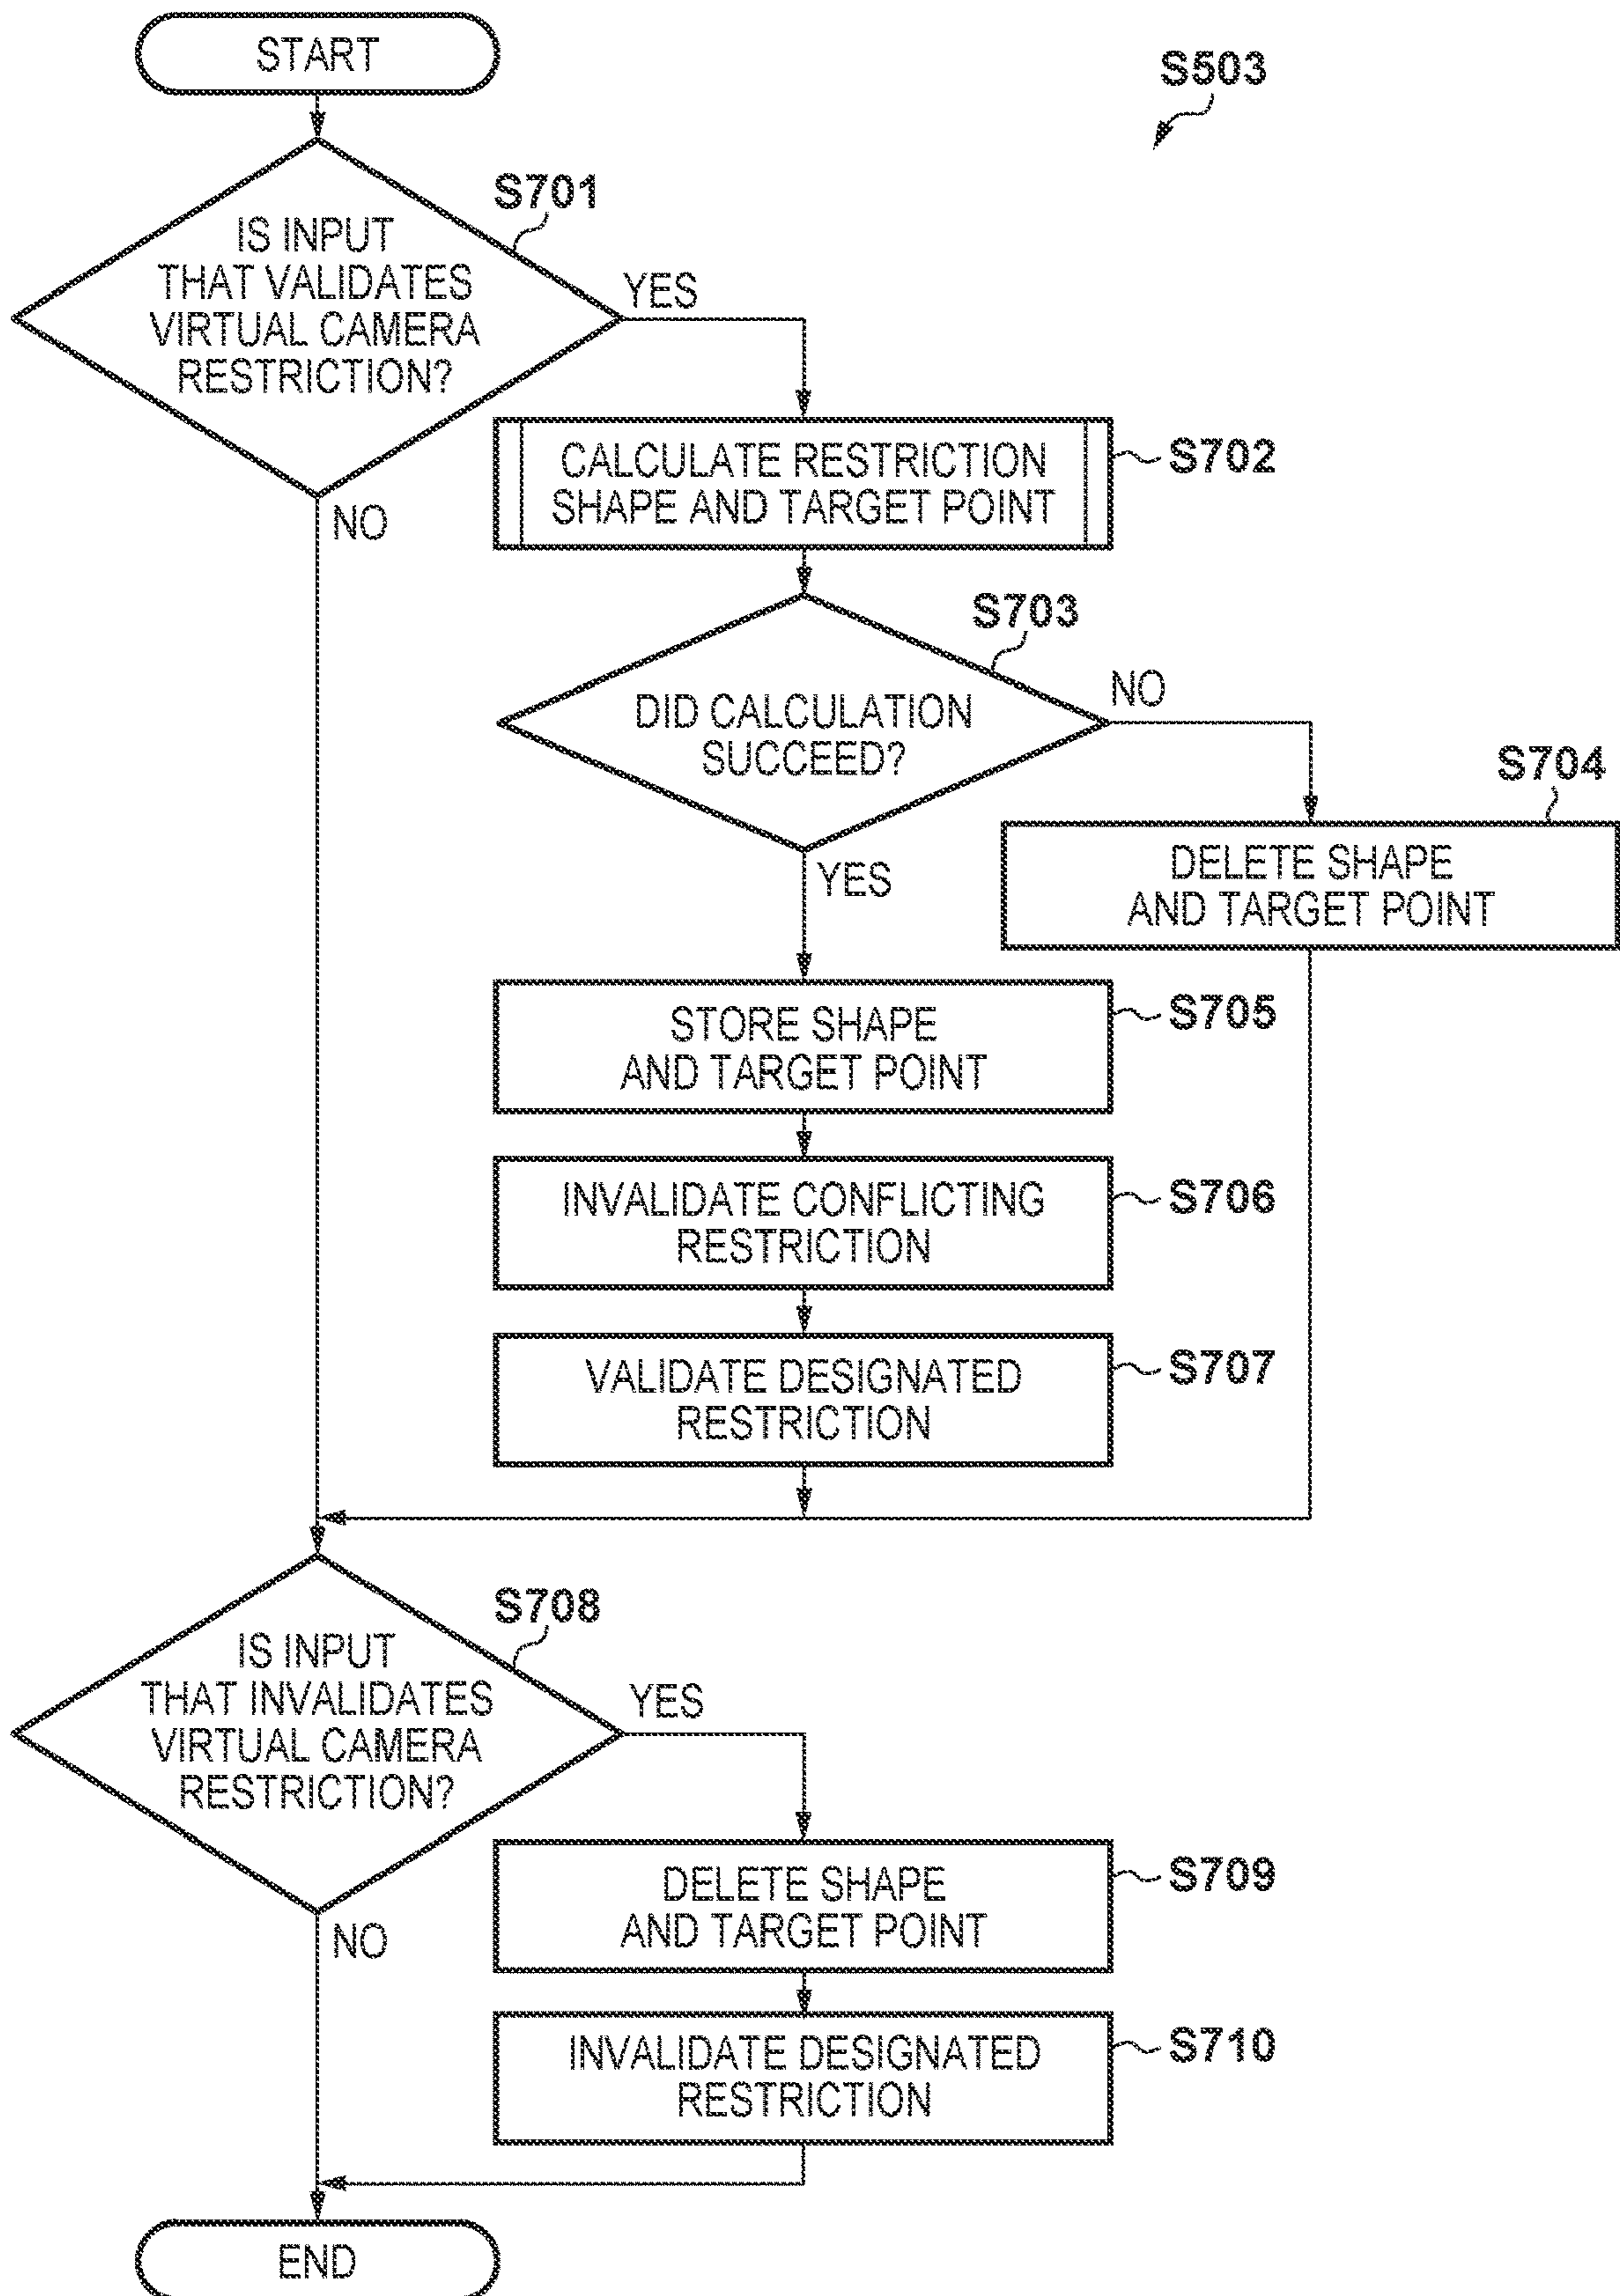 START
S503
S701
IS INPUT
THAT VALIDATES
VIRTUAL CAMERA
RESTRICTION?
YES
NO
CALCULATE RESTRICTION
SHAPE AND TARGET POINT
S702
S703
DID CALCULATION
SUCCEED?
NO
YES
S704
DELETE SHAPE
AND TARGET POINT
STORE SHAPE
AND TARGET POINT
S705
INVALIDATE CONFLICTING
RESTRICTION
S706
VALIDATE DESIGNATED
RESTRICTION
S707
S708
IS INPUT
THAT INVALIDATES
VIRTUAL CAMERA
RESTRICTION?
YES
NO
DELETE SHAPE
AND TARGET POINT
S709
INVALIDATE DESIGNATED
RESTRICTION
S710
END